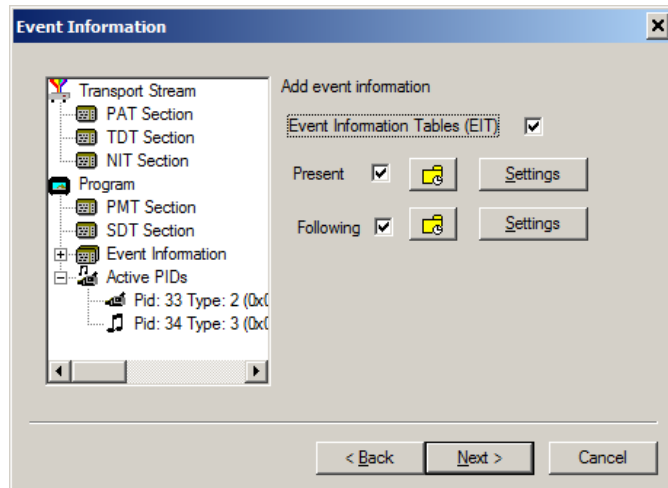 Event Information
Transport Stream
PAT Section
TDT Section
NIT Section
Program
PMT Section
SDT Section
Event Information
Active PIDs
Pid: 33 Type: 2 (0x0
Pid: 34 Type: 3 (0x0
Add event information
Event Information Tables (EIT)
Present Settings
Following Settings
< Back Next > Cancel